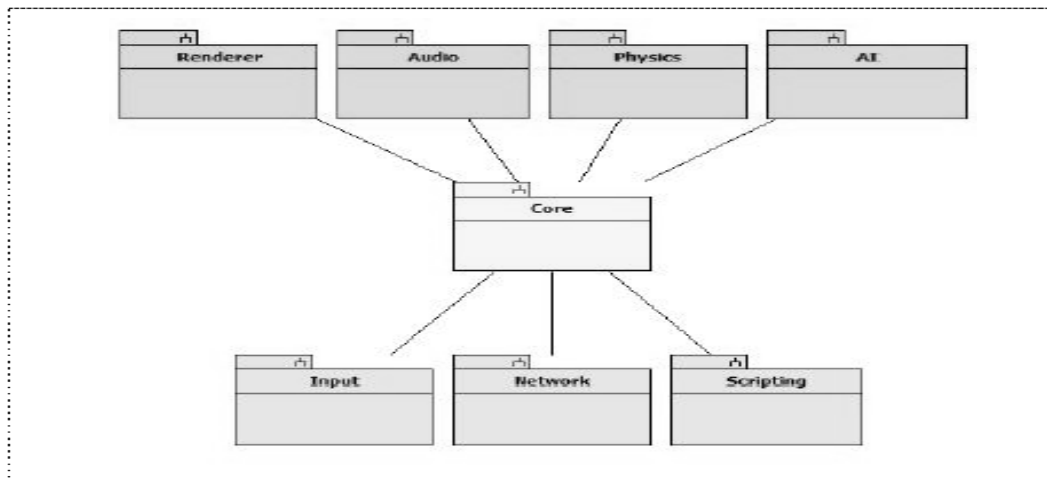 Renderer
Audio
Physics
AI
Core
Input
Network
Scripting